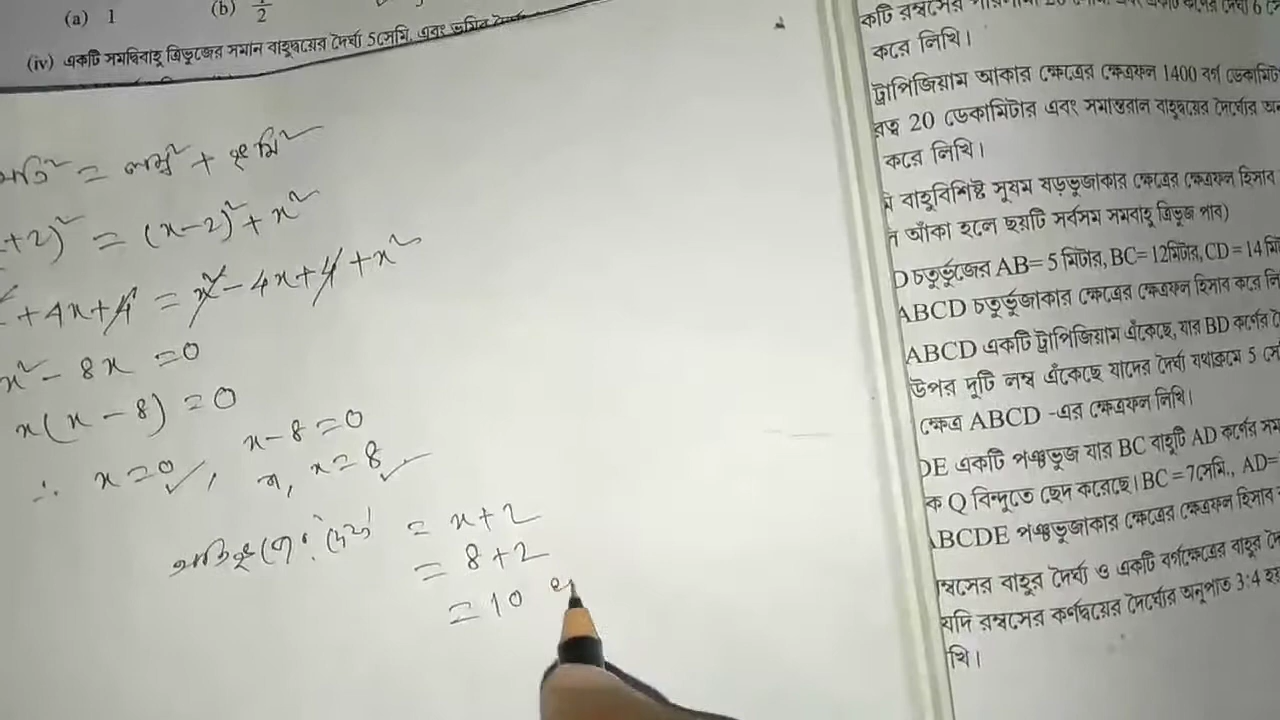 (a) 1 (b) 1/2
(iv) একটি সমদ্বিবাহু ত্রিভুজের সমান বাহুদ্বয়ের দৈর্ঘ্য 5সেমি. এবং ভূমির দৈর্ঘ্য
= লম্ব² + ভূমি²
+2)² = (x-2)² + x²
+ 4x + 4 = x² - 4x + 4 + x²
x² - 8x = 0
x(x - 8) = 0
∴ x = 0, x - 8 = 0
বা, x = 8
অতিভুজের দৈর্ঘ্য = x + 2
= 8 + 2
= 10
করে লিখি।
ট্রাপিজিয়াম আকার ক্ষেত্রের ক্ষেত্রফল 1400 বর্গ ডেকামিট
রত্ব 20 ডেকামিটার এবং সমান্তরাল বাহুদ্বয়ের দৈর্ঘ্যের অনু
করে লিখি।
বাহুবিশিষ্ট সুষম ষড়ভুজাকার ক্ষেত্রের ক্ষেত্রফল হিসাব
আঁকা হলে ছয়টি সর্বসম সমবাহু ত্রিভুজ পাব)
D চতুর্ভুজের AB= 5 মিটার, BC= 12মিটার, CD = 14 মি
ABCD চতুর্ভুজাকার ক্ষেত্রের ক্ষেত্রফল হিসাব করে লি
ABCD একটি ট্রাপিজিয়াম এঁকেছে, যার BD কর্ণের দৈ
উপর দুটি লম্ব এঁকেছে যাদের দৈর্ঘ্য যথাক্রমে 5 সে
ক্ষেত্র ABCD -এর ক্ষেত্রফল লিখি।
DE একটি পঞ্চভুজ যার BC বাহুটি AD কর্ণের সম
ক Q বিন্দুতে ছেদ করেছে। BC = 7সেমি., AD=
ABCDE পঞ্চভুজাকার ক্ষেত্রের ক্ষেত্রফল হিসাব
ম্বসের বাহুর দৈর্ঘ্য ও একটি বর্গক্ষেত্রের বাহুর দৈ
যদি রম্বসের কর্ণদ্বয়ের দৈর্ঘ্যের অনুপাত 3:4 হয়
খি।